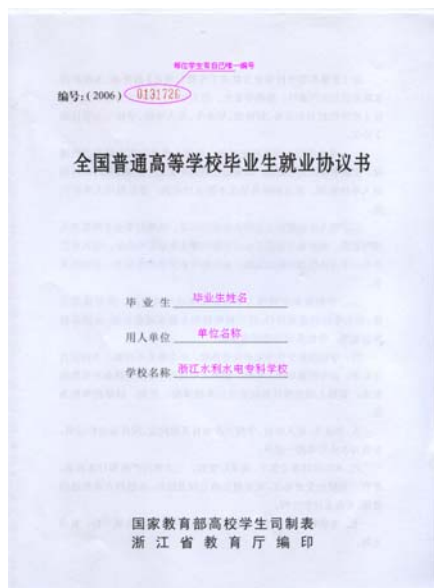 每位学生有自己唯一编号
编号:(2006) 0131726
全国普通高等学校毕业生就业协议书
毕业生 毕业生姓名
用人单位 单位名称
学校名称 浙江水利水电专科学校
国家教育部高校学生司制表
浙江省教育厅编印